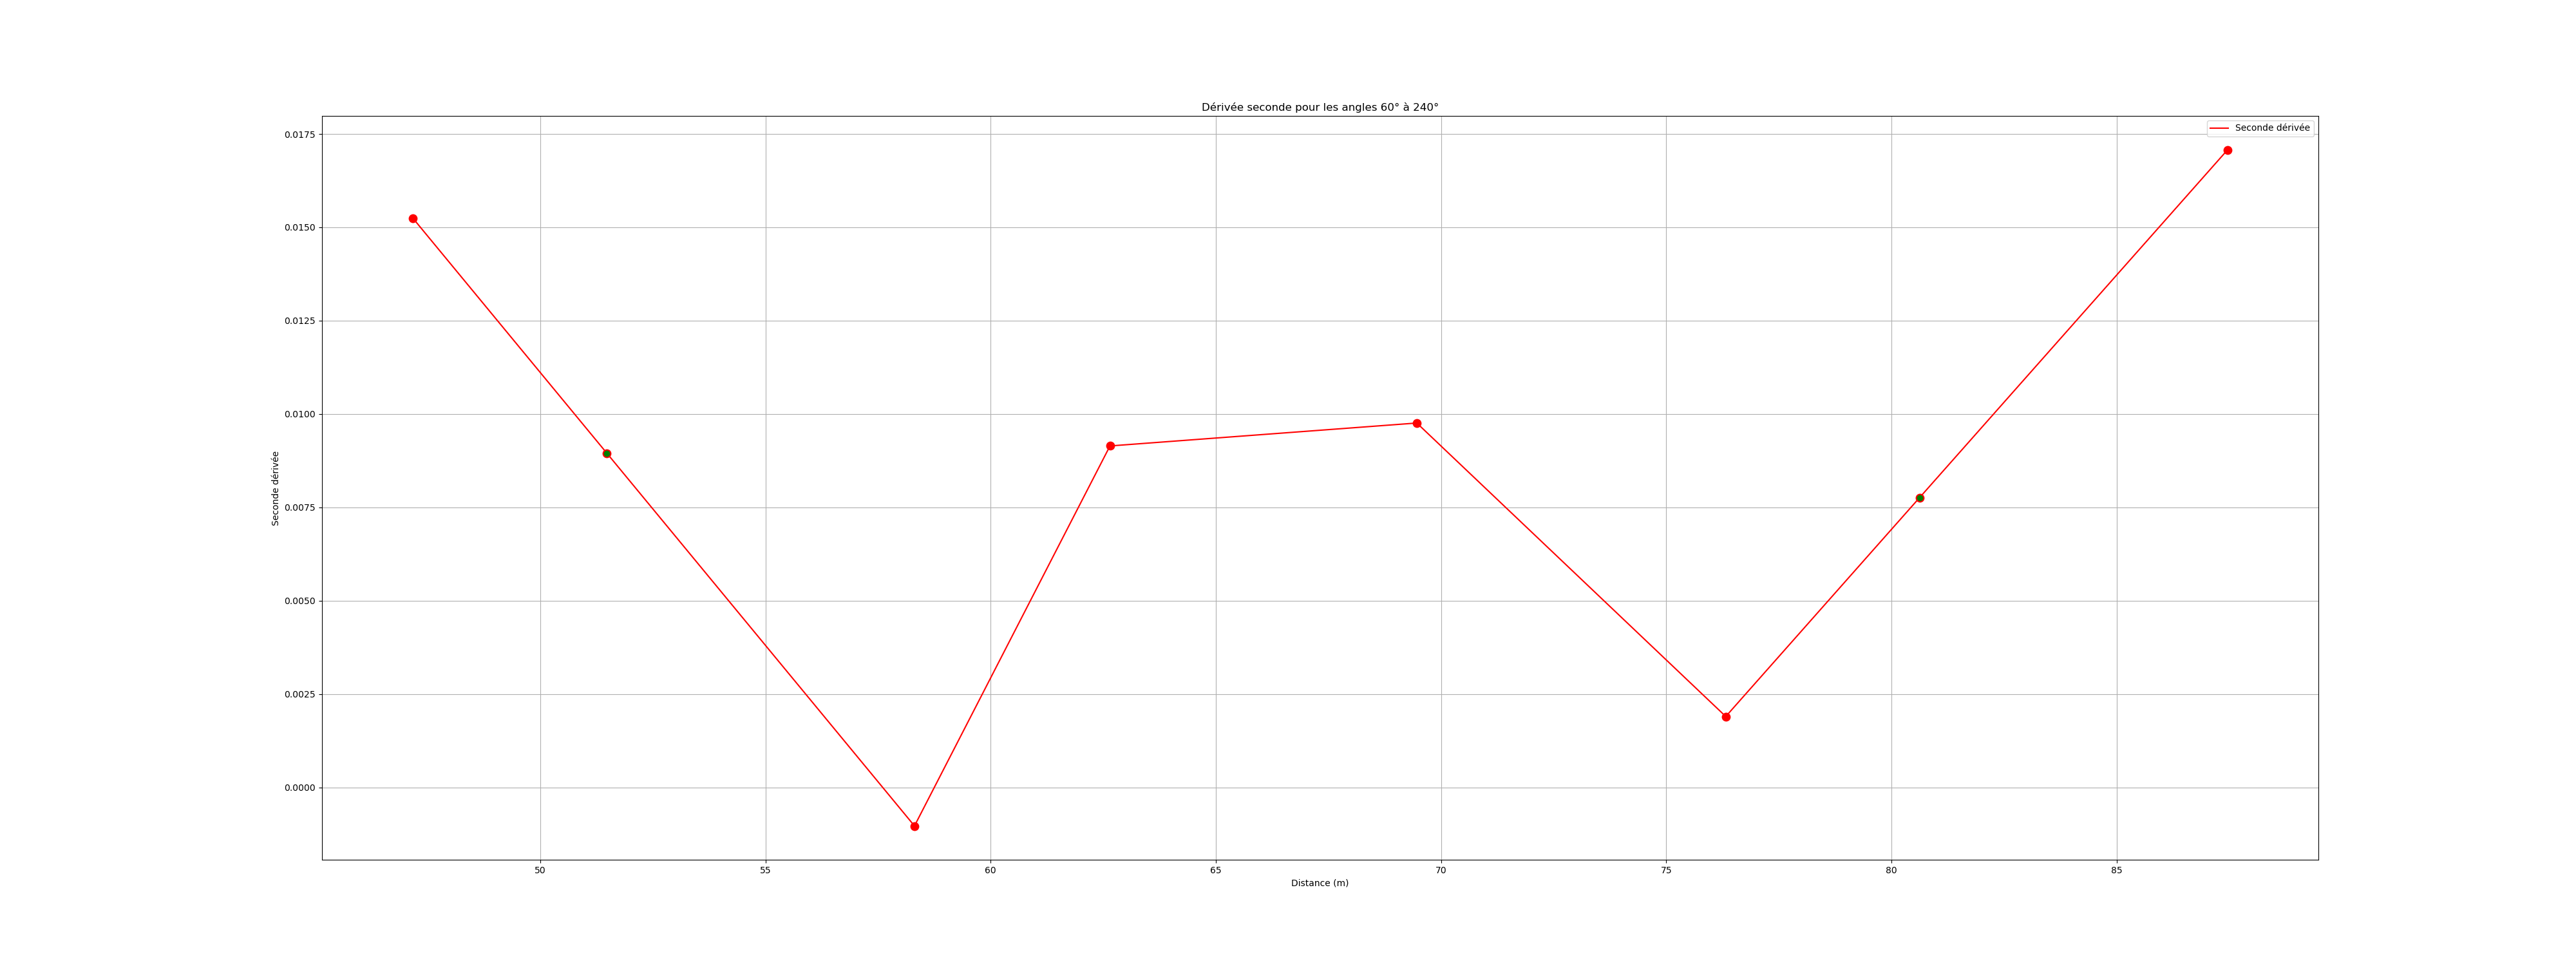 Dérivée seconde pour les angles 60° à 240°
Seconde dérivée
0.0175
0.0150
0.0125
0.0100
0.0075
0.0050
0.0025
0.0000
Seconde dérivée
50 55 60 65 70 75 80 85
Distance (m)